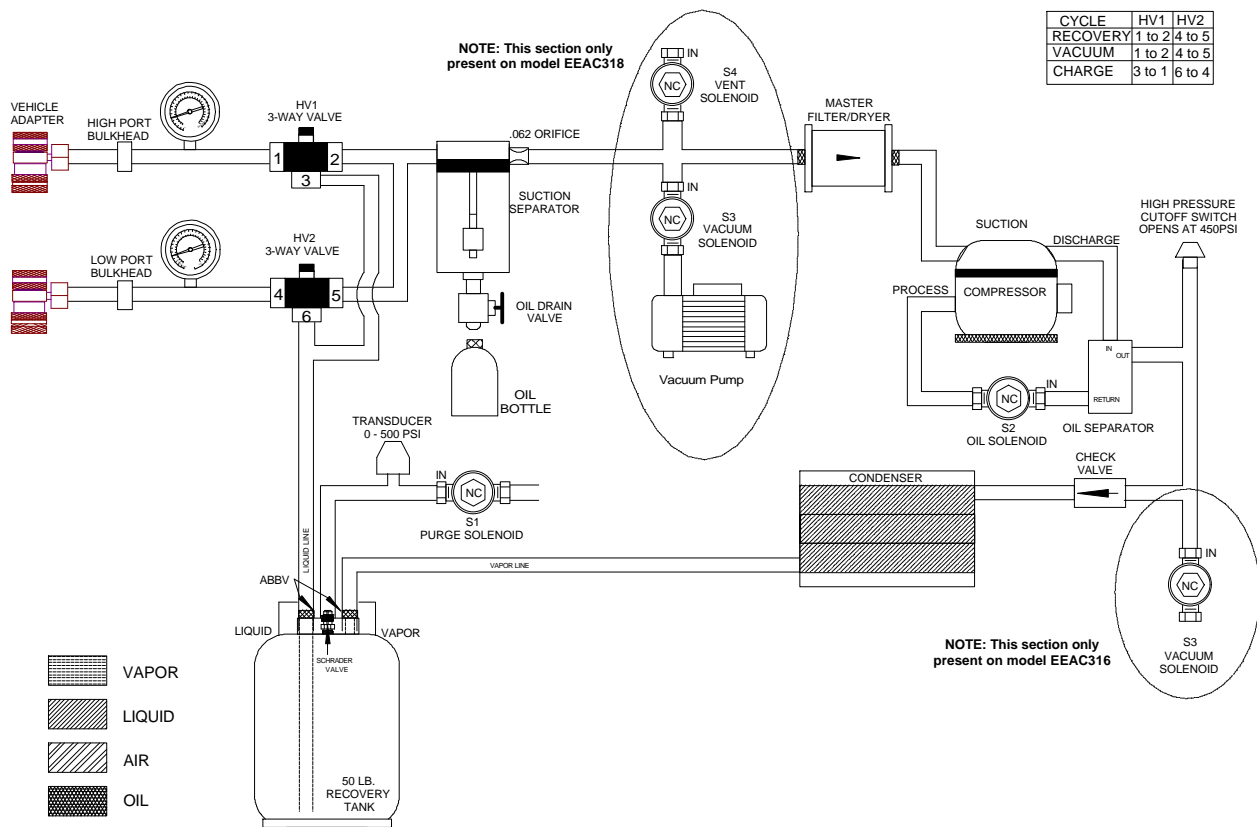 CYCLE HV1 HV2
RECOVERY 1 to 2 4 to 5
VACUUM 1 to 2 4 to 5
CHARGE 3 to 1 6 to 4
NOTE: This section only
present on model EEAC318
IN
S4
VENT
SOLENOID
NC
VEHICLE
ADAPTER
HIGH PORT
BULKHEAD
HV1
3-WAY VALVE
1
2
3
.062 ORIFICE
MASTER
FILTER/DRYER
SUCTION
SEPARATOR
IN
NC
S3
VACUUM
SOLENOID
SUCTION
DISCHARGE
HIGH PRESSURE
CUTOFF SWITCH
OPENS AT 450PSI
LOW PORT
BULKHEAD
HV2
3-WAY VALVE
4
5
6
OIL DRAIN
VALVE
PROCESS
COMPRESSOR
Vacuum Pump
IN
OUT
RETURN
OIL
BOTTLE
NC
IN
S2
OIL SOLENOID
OIL SEPARATOR
TRANSDUCER
0 - 500 PSI
IN
NC
S1
PURGE SOLENOID
CONDENSER
CHECK
VALVE
LIQUID LINE
VAPOR LINE
IN
NC
S3
VACUUM
SOLENOID
ABBV
LIQUID
VAPOR
SCHRADER
VALVE
NOTE: This section only
present on model EEAC316
VAPOR
LIQUID
AIR
OIL
50 LB.
RECOVERY
TANK